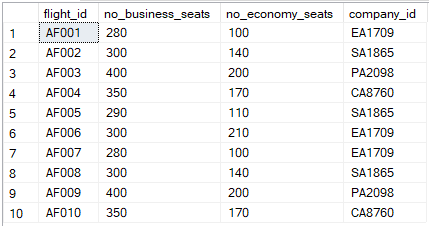 flight_id no_business_seats no_economy_seats company_id
1 AF001 280 100 EA1709
2 AF002 300 140 SA1865
3 AF003 400 200 PA2098
4 AF004 350 170 CA8760
5 AF005 290 110 SA1865
6 AF006 300 210 EA1709
7 AF007 280 100 EA1709
8 AF008 300 140 SA1865
9 AF009 400 200 PA2098
10 AF010 350 170 CA8760